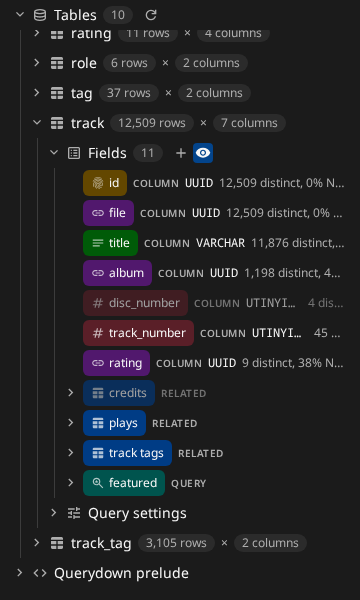 Tables 10
rating 11 rows × 4 columns
role 6 rows × 2 columns
tag 37 rows × 2 columns
track 12,509 rows × 7 columns
Fields 11
id COLUMN UUID 12,509 distinct, 0% N…
file COLUMN UUID 12,509 distinct, 0% …
title COLUMN VARCHAR 11,876 distinct,…
album COLUMN UUID 1,198 distinct, 4…
# disc_number COLUMN UTINYI… 4 dis…
# track_number COLUMN UTINYI… 45 …
rating COLUMN UUID 9 distinct, 38% N…
credits RELATED
plays RELATED
track tags RELATED
featured QUERY
Query settings
track_tag 3,105 rows × 2 columns
<> Querydown prelude